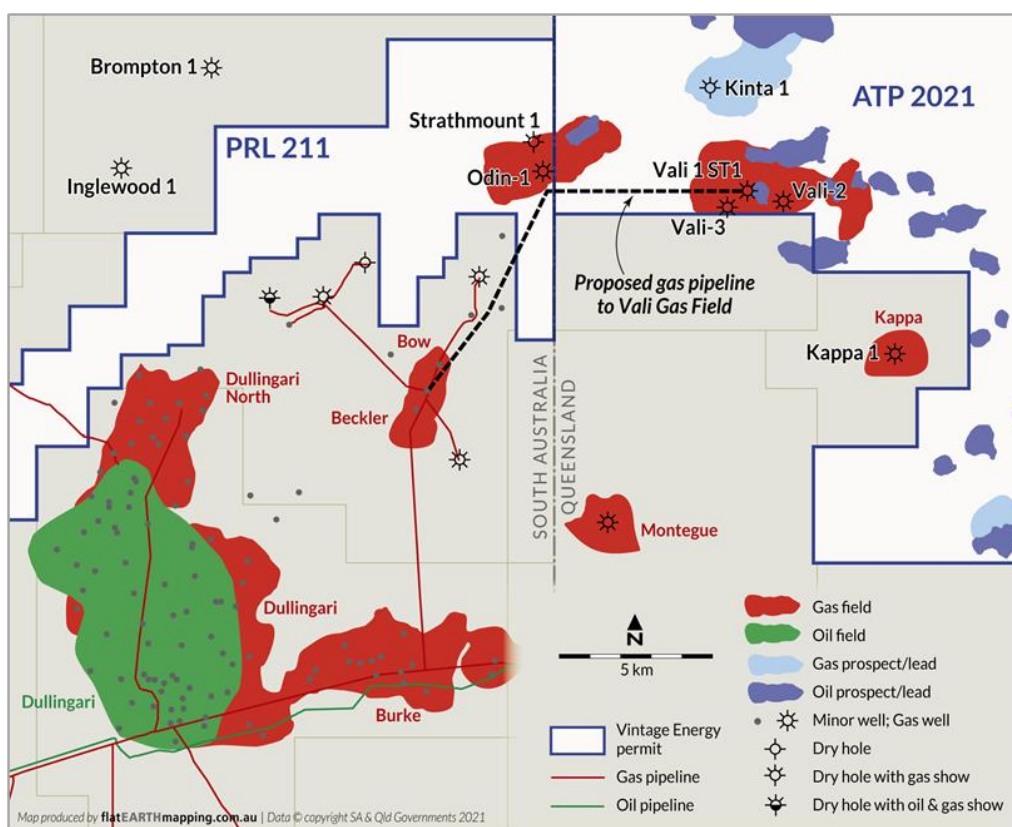 Brompton 1
Kinta 1
ATP 2021
Strathmount 1
PRL 211
Odin-1
Vali 1 ST1
Inglewood 1
Vali-2
Vali-3
Proposed gas pipeline
to Vali Gas Field
Bow
Kappa
Kappa 1
Dullingari
North
Beckler
SOUTH AUSTRALIA
QUEENSLAND
Montegue
Dullingari
Dullingari
Burke
N
5 km
Gas field
Oil field
Gas prospect/lead
Oil prospect/lead
Minor well; Gas well
Dry hole
Dry hole with gas show
Dry hole with oil & gas show
Vintage Energy
permit
Gas pipeline
Oil pipeline
Map produced by flatEARTHmapping.com.au | Data © copyright SA & Qld Governments 2021